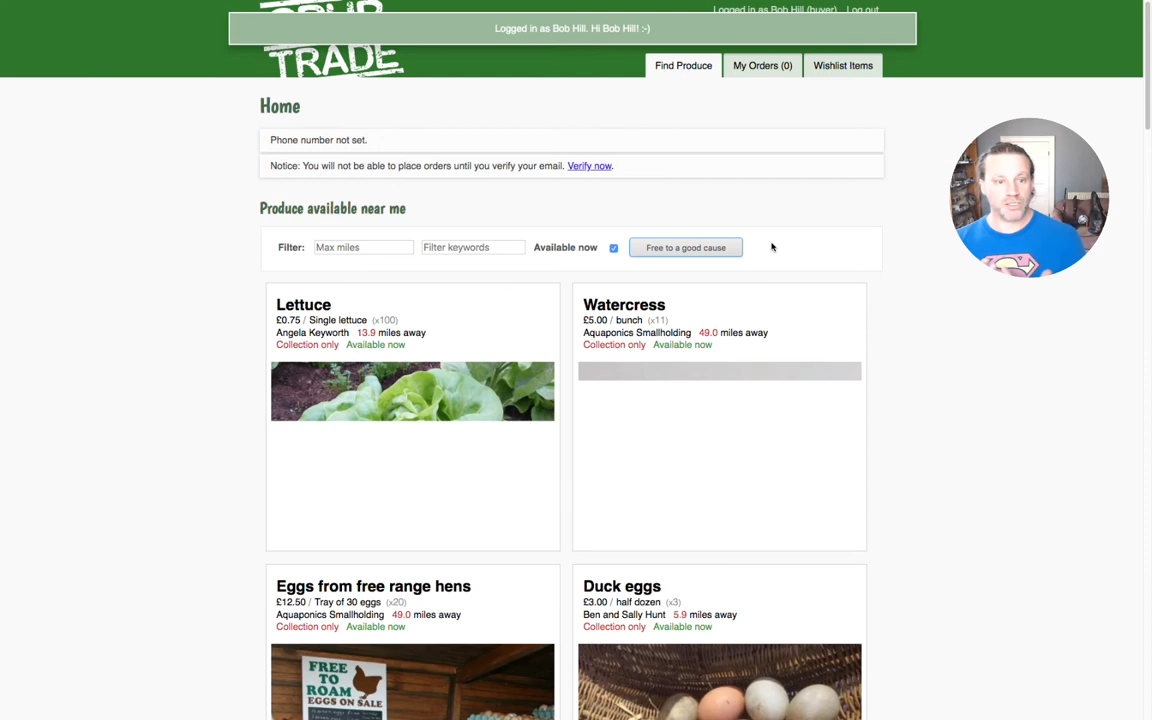 Logged in as Bob Hill (buyer) Log out
Logged in as Bob Hill. Hi Bob Hill! :-)
TRADE
Find Produce
My Orders (0)
Wishlist Items
Home
Phone number not set.
Notice: You will not be able to place orders until you verify your email. Verify now.
Produce available near me
Filter: Max miles Filter keywords Available now Free to a good cause
Lettuce
£0.75 / Single lettuce (x100)
Angela Keyworth 13.9 miles away
Collection only Available now
Watercress
£5.00 / bunch (x11)
Aquaponics Smallholding 49.0 miles away
Collection only Available now
Eggs from free range hens
£12.50 / Tray of 30 eggs (x20)
Aquaponics Smallholding 49.0 miles away
Collection only Available now
FREE
TO
ROAM
EGGS ON SALE
Duck eggs
£3.00 / half dozen (x3)
Ben and Sally Hunt 5.9 miles away
Collection only Available now